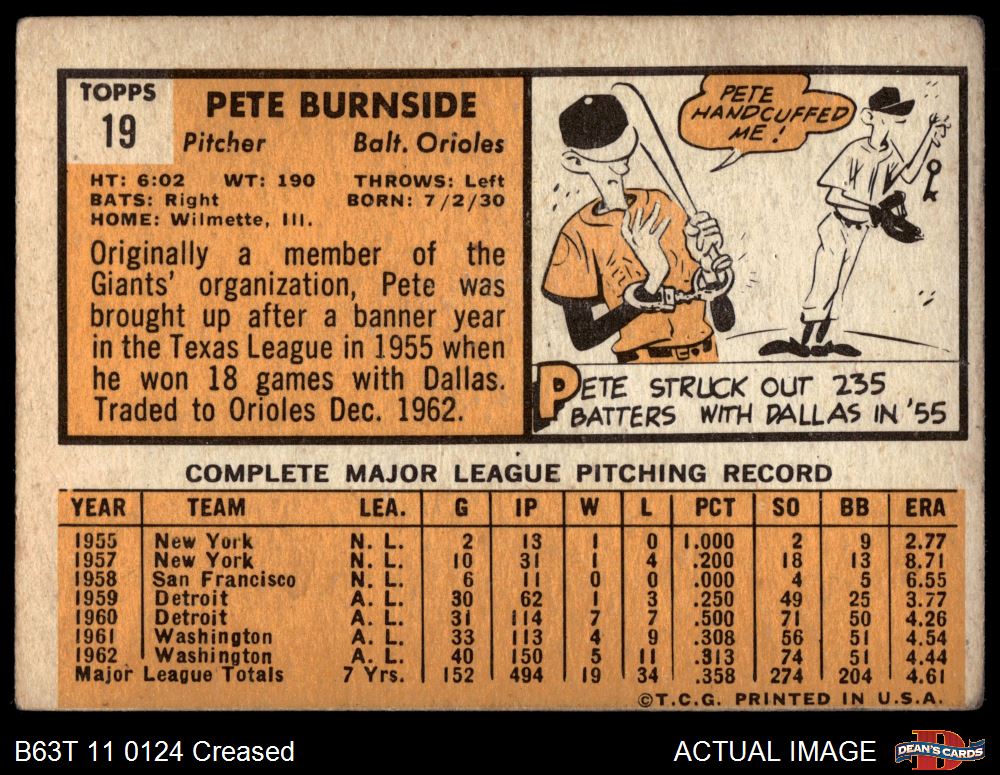 TOPPS
19
PETE BURNSIDE
Pitcher Balt. Orioles
HT: 6:02 WT: 190 THROWS: Left
BATS: Right BORN: 7/2/30
HOME: Wilmette, Ill.
Originally a member of the
Giants' organization, Pete was
brought up after a banner year
in the Texas League in 1955 when
he won 18 games with Dallas.
Traded to Orioles Dec. 1962.
PETE
HANDCUFFED
ME!
PETE STRUCK OUT 235
BATTERS WITH DALLAS IN '55
COMPLETE MAJOR LEAGUE PITCHING RECORD
YEAR TEAM LEA. G IP W L PCT SO BB ERA
1955 New York N. L. 2 13 1 0 1.000 2 9 2.77
1957 New York N. L. 10 31 1 4 .200 18 13 8.71
1958 San Francisco N. L. 6 11 0 0 .000 4 5 6.55
1959 Detroit A. L. 30 62 1 3 .250 49 25 3.77
1960 Detroit A. L. 31 114 7 7 .500 71 50 4.26
1961 Washington A. L. 33 113 4 9 .308 56 51 4.54
1962 Washington A. L. 40 150 5 11 .313 74 51 4.44
Major League Totals 7 Yrs. 152 494 19 34 .358 274 204 4.61
©T.C.G. PRINTED IN U.S.A.
B63T 11 0124 Creased
ACTUAL IMAGE
DEAN'S CARDS